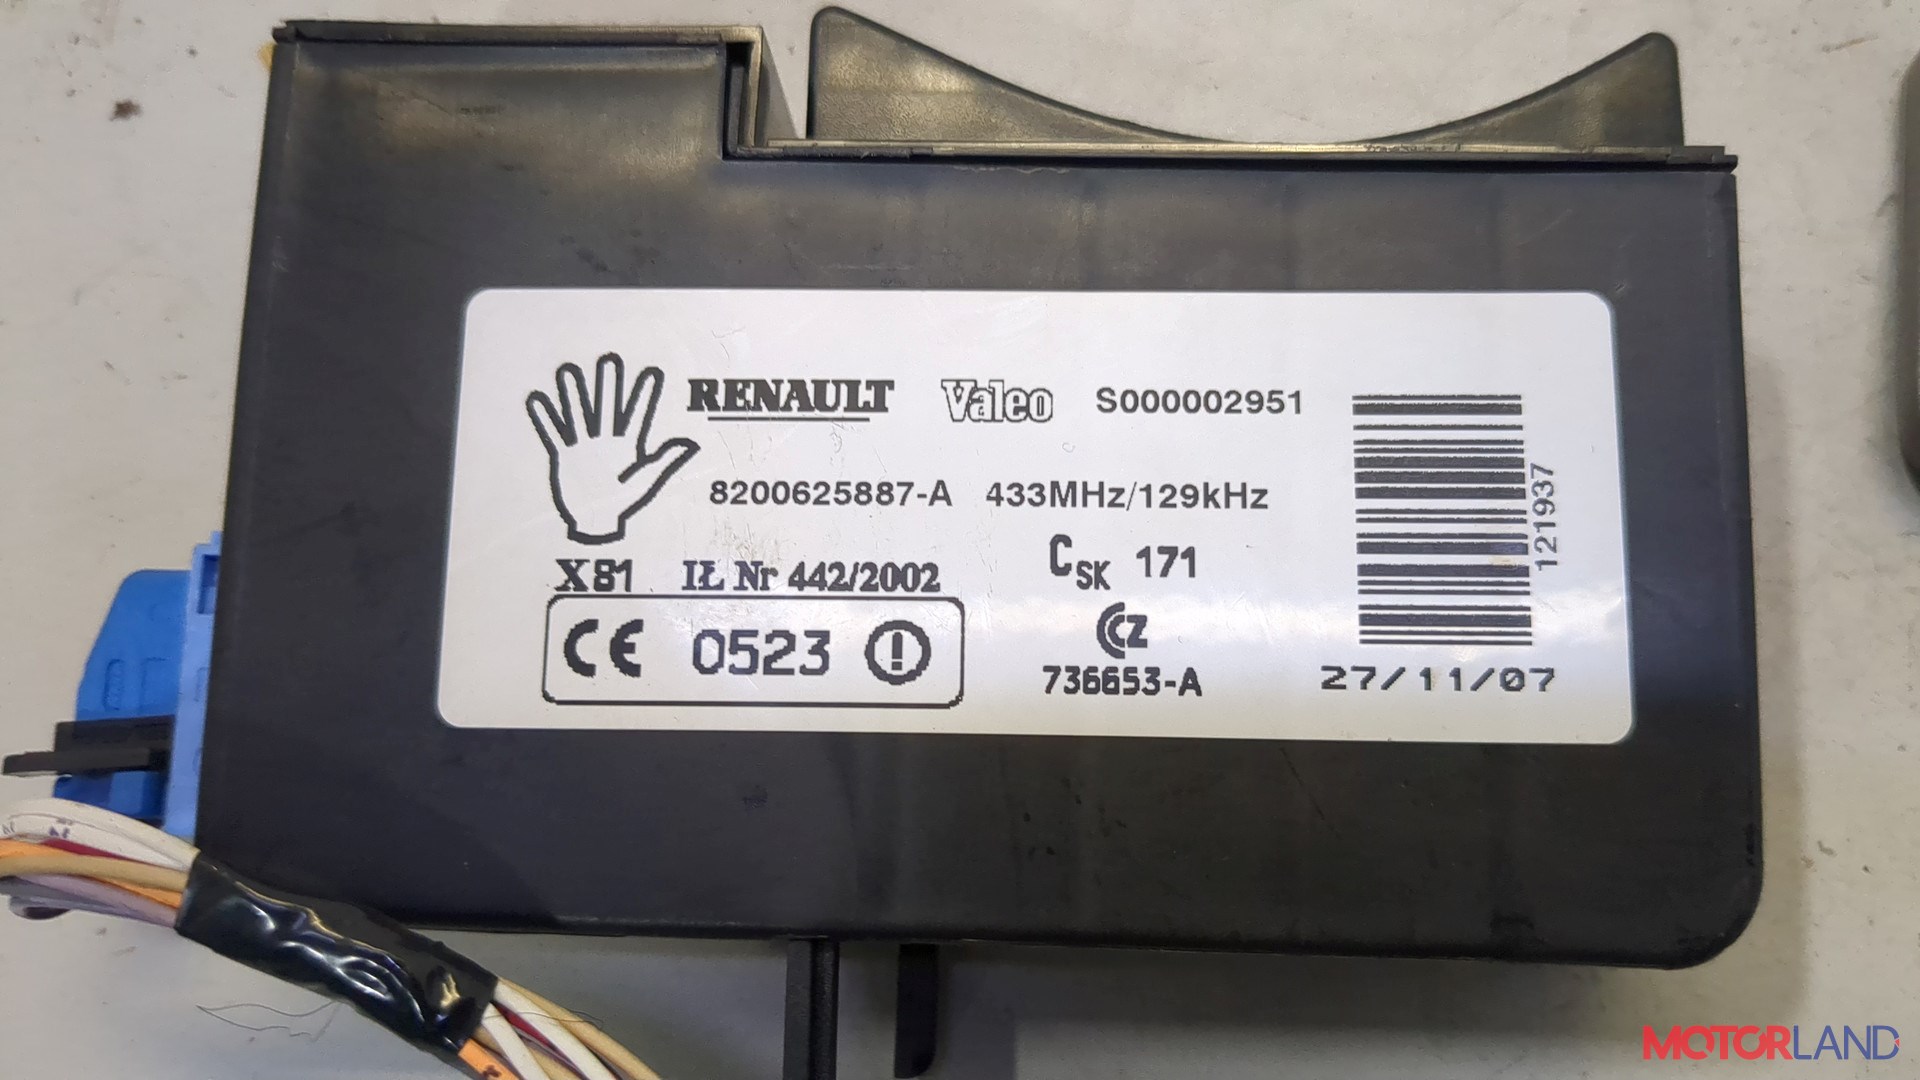 RENAULT Valeo S000002951
8200625887-A 433MHz/129kHz
121937
X81 IŁ Nr 442/2002 CSK 171
CE 0523 CZ
736653-A 27/11/07
MOTORLAND